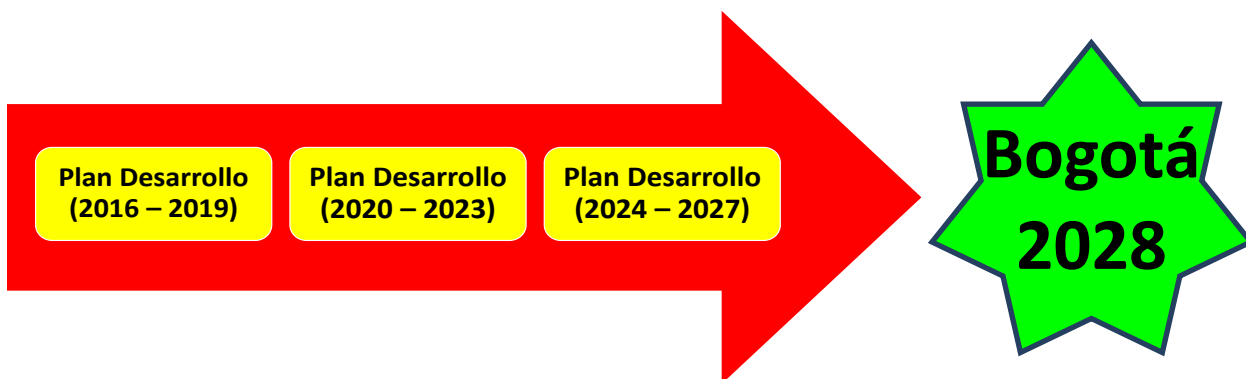 Plan Desarrollo
(2016 – 2019)
Plan Desarrollo
(2020 – 2023)
Plan Desarrollo
(2024 – 2027)
Bogotá
2028